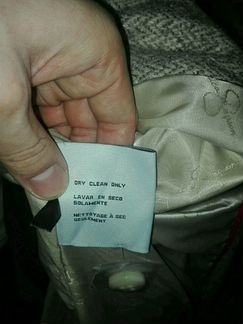 DRY CLEAN ONLY
LAVAR EN SECO
SOLAMENTE
NETTOYAGE À SEC
SEULEMENT